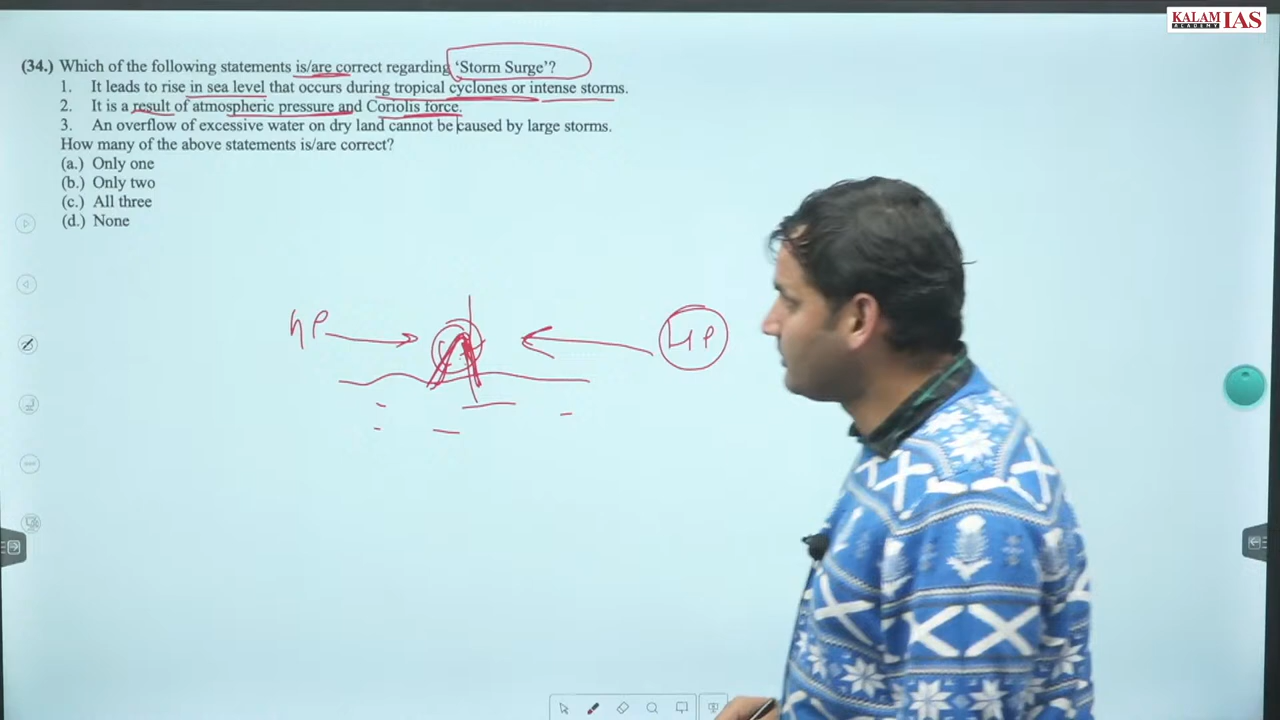 KALAM IAS
ACADEMY
(34.) Which of the following statements is/are correct regarding 'Storm Surge'?
1. It leads to rise in sea level that occurs during tropical cyclones or intense storms.
2. It is a result of atmospheric pressure and Coriolis force.
3. An overflow of excessive water on dry land cannot be caused by large storms.
How many of the above statements is/are correct?
(a.) Only one
(b.) Only two
(c.) All three
(d.) None
HP HP